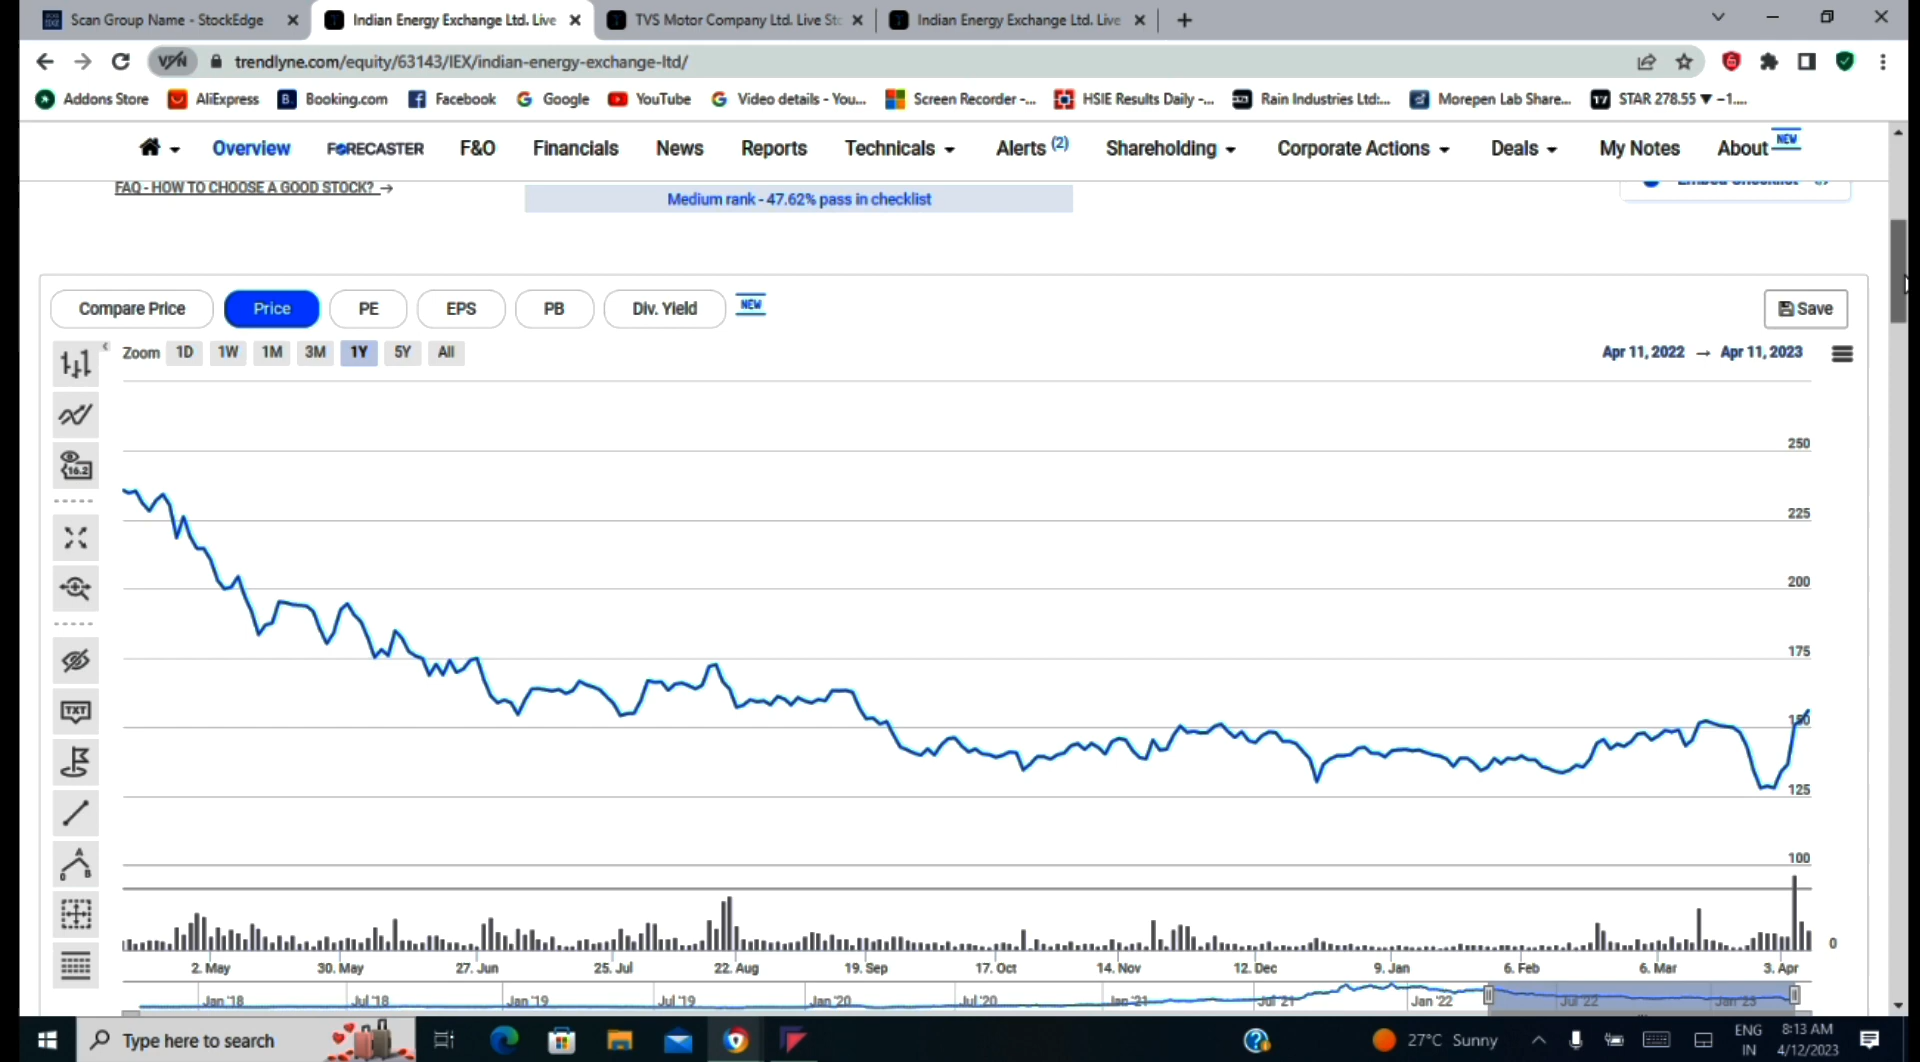 Scan Group Name - StockEdge
Indian Energy Exchange Ltd. Live
TVS Motor Company Ltd. Live Stc
Indian Energy Exchange Ltd. Live
VPN
trendlyne.com/equity/63143/IEX/indian-energy-exchange-ltd/
Addons Store AliExpress Booking.com Facebook Google YouTube Video details - You... Screen Recorder -... HSIE Results Daily -... Rain Industries Ltd:... Morepen Lab Share... STAR 278.55 ▼ −1....
Overview FORECASTER F&O Financials News Reports Technicals Alerts (2) Shareholding Corporate Actions Deals My Notes About NEW
FAQ - HOW TO CHOOSE A GOOD STOCK? →
Medium rank - 47.62% pass in checklist
Embed Checklist
Compare Price Price PE EPS PB Div. Yield NEW Save
Zoom 1D 1W 1M 3M 1Y 5Y All Apr 11, 2022 → Apr 11, 2023
250
225
200
175
150
125
100
0
16.2
TXT
A
0 B
2. May 30. May 27. Jun 25. Jul 22. Aug 19. Sep 17. Oct 14. Nov 12. Dec 9. Jan 6. Feb 6. Mar 3. Apr
Jan '18 Jul '18 Jan '19 Jul '19 Jan '20 Jul '20 Jan '21 Jul '21 Jan '22 Jul '22 Jan '23
Type here to search
27°C Sunny
ENG
IN
8:13 AM
4/12/2023